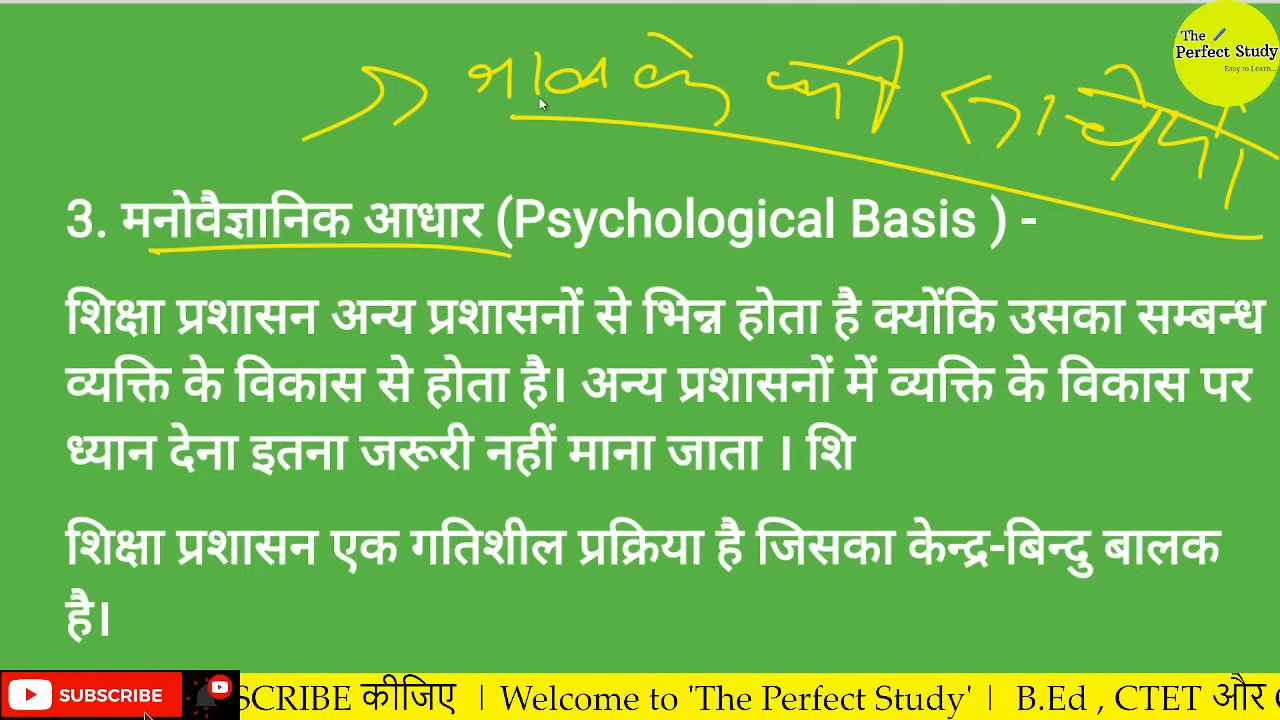 The
Perfect Study
Easy to Learn...
3. मनोवैज्ञानिक आधार (Psychological Basis ) -
शिक्षा प्रशासन अन्य प्रशासनों से भिन्न होता है क्योंकि उसका सम्बन्ध
व्यक्ति के विकास से होता है। अन्य प्रशासनों में व्यक्ति के विकास पर
ध्यान देना इतना जरूरी नहीं माना जाता । शि
शिक्षा प्रशासन एक गतिशील प्रक्रिया है जिसका केन्द्र-बिन्दु बालक
है।
SUBSCRIBE
SCRIBE कीजिए | Welcome to 'The Perfect Study' | B.Ed , CTET और